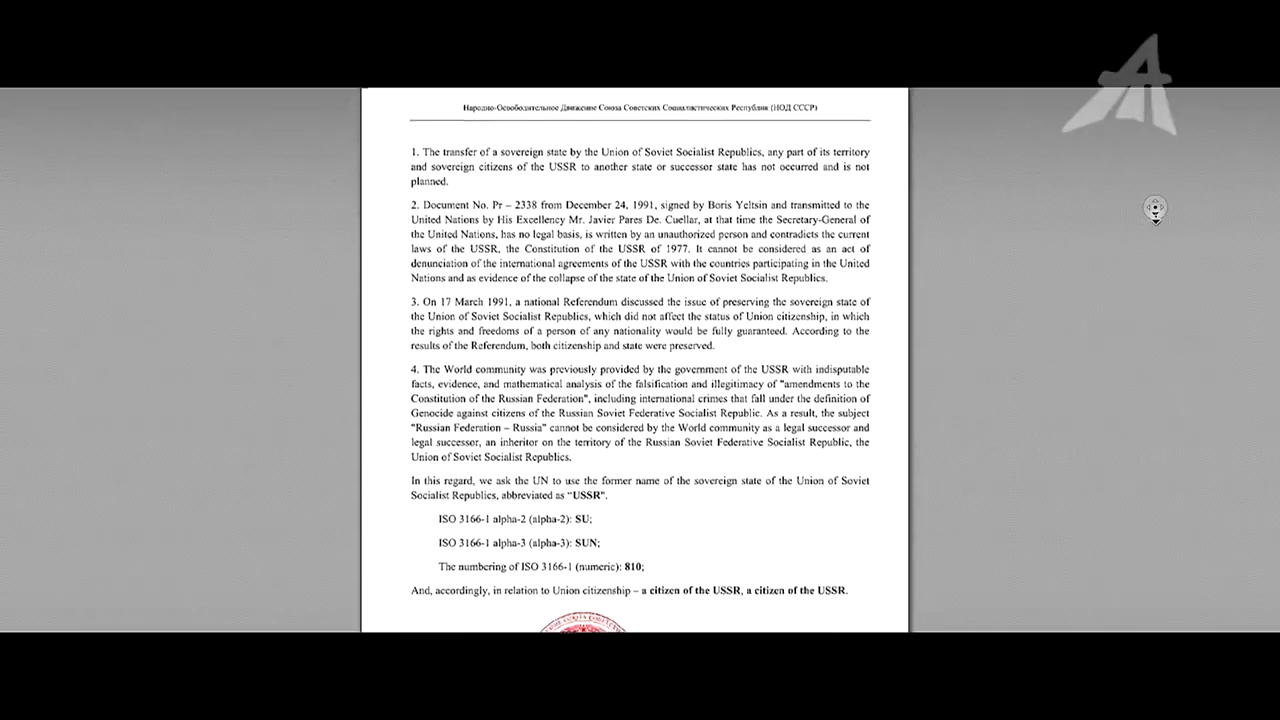 Народно-Освободительное Движение Союза Советских Социалистических Республик (НОД СССР)
1. The transfer of a sovereign state by the Union of Soviet Socialist Republics, any part of its territory
and sovereign citizens of the USSR to another state or successor state has not occurred and is not
planned.
2. Document No. Pr – 2338 from December 24, 1991, signed by Boris Yeltsin and transmitted to the
United Nations by His Excellency Mr. Javier Pares De. Cuellar, at that time the Secretary-General of
the United Nations, has no legal basis, is written by an unauthorized person and contradicts the current
laws of the USSR, the Constitution of the USSR of 1977. It cannot be considered as an act of
denunciation of the international agreements of the USSR with the countries participating in the United
Nations and as evidence of the collapse of the state of the Union of Soviet Socialist Republics.
3. On 17 March 1991, a national Referendum discussed the issue of preserving the sovereign state of
the Union of Soviet Socialist Republics, which did not affect the status of Union citizenship, in which
the rights and freedoms of a person of any nationality would be fully guaranteed. According to the
results of the Referendum, both citizenship and state were preserved.
4. The World community was previously provided by the government of the USSR with indisputable
facts, evidence, and mathematical analysis of the falsification and illegitimacy of "amendments to the
Constitution of the Russian Federation", including international crimes that fall under the definition of
Genocide against citizens of the Russian Soviet Federative Socialist Republic. As a result, the subject
"Russian Federation – Russia" cannot be considered by the World community as a legal successor and
legal successor, an inheritor on the territory of the Russian Soviet Federative Socialist Republic, the
Union of Soviet Socialist Republics.
In this regard, we ask the UN to use the former name of the sovereign state of the Union of Soviet
Socialist Republics, abbreviated as "USSR".
ISO 3166-1 alpha-2 (alpha-2): SU;
ISO 3166-1 alpha-3 (alpha-3): SUN;
The numbering of ISO 3166-1 (numeric): 810;
And, accordingly, in relation to Union citizenship – a citizen of the USSR, a citizen of the USSR.